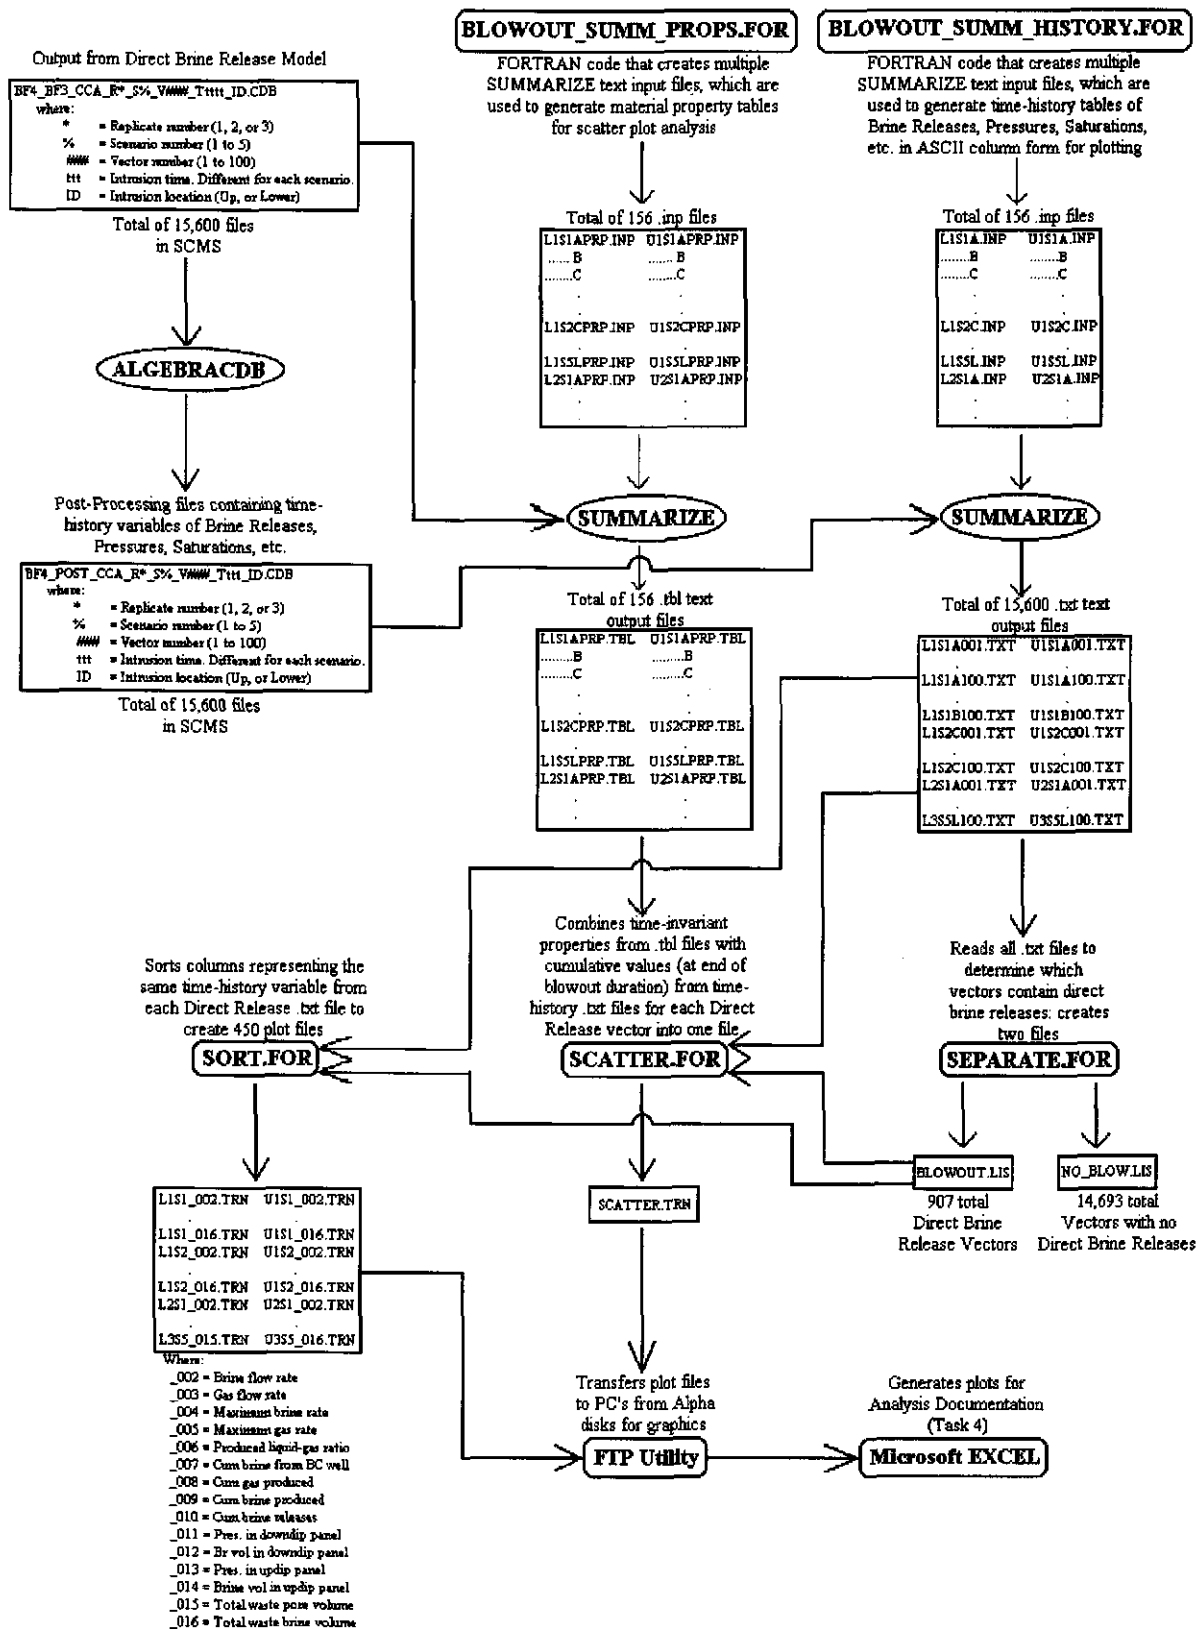 BLOWOUT_SUMM_PROPS.FOR
FORTRAN code that creates multiple
SUMMARIZE text input files, which are
used to generate material property tables
for scatter plot analysis
BLOWOUT_SUMM_HISTORY.FOR
FORTRAN code that creates multiple
SUMMARIZE text input files, which are
used to generate time-history tables of
Brine Releases, Pressures, Saturations,
etc. in ASCII column form for plotting
Output from Direct Brine Release Model
BF4_BF3_CCA_R*_S%_V###_Ttttt_ID.CDB
where:
* = Replicate number (1, 2, or 3)
% = Scenario number (1 to 5)
### = Vector number (1 to 100)
ttt = Intrusion time. Different for each scenario.
ID = Intrusion location (Up, or Lower)
Total of 15,600 files
in SCMS
ALGEBRACDB
Post-Processing files containing time-
history variables of Brine Releases,
Pressures, Saturations, etc.
BF4_POST_CCA_R*_S%_V###_Tttt_ID.CDB
where:
* = Replicate number (1, 2, or 3)
% = Scenario number (1 to 5)
### = Vector number (1 to 100)
ttt = Intrusion time. Different for each scenario.
ID = Intrusion location (Up, or Lower)
Total of 15,600 files
in SCMS
Total of 156 .inp files
L1S1APRP.INP U1S1APRP.INP
......B .......B
........C ........C
.
L1S2CPRP.INP U1S2CPRP.INP
.
L1S5LPRP.INP U1S5LPRP.INP
L2S1APRP.INP U2S1APRP.INP
.
.
SUMMARIZE
Total of 156 .inp files
L1S1A.INP U1S1A.INP
........B ........B
........C ........C
.
L1S2C.INP U1S2C.INP
.
L1S5L.INP U1S5L.INP
L2S1A.INP U2S1A.INP
.
.
SUMMARIZE
Total of 156 .tbl text
output files
L1S1APRP.TBL U1S1APRP.TBL
........B ........B
........C ........C
.
L1S2CPRP.TBL U1S2CPRP.TBL
.
L1S5LPRP.TBL U1S5LPRP.TBL
L2S1APRP.TBL U2S1APRP.TBL
.
.
Total of 15,600 .txt text
output files
L1S1A001.TXT U1S1A001.TXT
.
L1S1A100.TXT U1S1A100.TXT
.
L1S1B100.TXT U1S1B100.TXT
L1S2C001.TXT U1S2C001.TXT
.
L1S2C100.TXT U1S2C100.TXT
L2S1A001.TXT U2S1A001.TXT
.
L3S5L100.TXT U3S5L100.TXT
Sorts columns representing the
same time-history variable from
each Direct Release .txt file to
create 450 plot files
SORT.FOR
Combines time-invariant
properties from .tbl files with
cumulative values (at end of
blowout duration) from time-
history .txt files for each Direct
Release vector into one file
SCATTER.FOR
Reads all .txt files to
determine which
vectors contain direct
brine releases: creates
two files
SEPARATE.FOR
BLOWOUT.LIS
907 total
Direct Brine
Release Vectors
NO_BLOW.LIS
14,693 total
Vectors with no
Direct Brine Releases
SCATTER.TRN
L1S1_002.TRN U1S1_002.TRN
.
L1S1_016.TRN U1S1_016.TRN
L1S2_002.TRN U1S2_002.TRN
.
L1S2_016.TRN U1S2_016.TRN
L2S1_002.TRN U2S1_002.TRN
.
L3S5_015.TRN U3S5_016.TRN
Where:
_002 = Brine flow rate
_003 = Gas flow rate
_004 = Maximum brine rate
_005 = Maximum gas rate
_006 = Produced liquid-gas ratio
_007 = Cum brine from BC well
_008 = Cum gas produced
_009 = Cum brine produced
_010 = Cum brine releases
_011 = Pres. in downdip panel
_012 = Br vol in downdip panel
_013 = Pres. in updip panel
_014 = Brine vol in updip panel
_015 = Total waste pore volume
_016 = Total waste brine volume
Transfers plot files
to PC's from Alpha
disks for graphics
FTP Utility
Generates plots for
Analysis Documentation
(Task 4)
Microsoft EXCEL